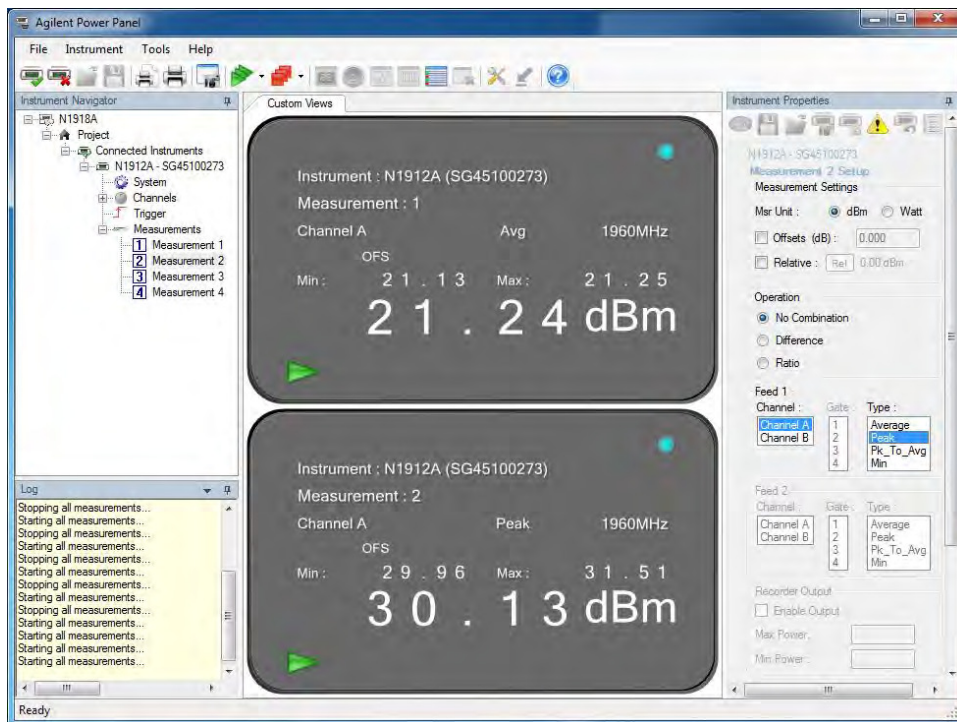 Agilent Power Panel
File Instrument Tools Help
Instrument Navigator
N1918A
Project
Connected Instruments
N1912A - SG45100273
System
Channels
Trigger
Measurements
1 Measurement 1
2 Measurement 2
3 Measurement 3
4 Measurement 4
Log
Stopping all measurements...
Starting all measurements...
Stopping all measurements...
Starting all measurements...
Stopping all measurements...
Starting all measurements...
Stopping all measurements...
Starting all measurements...
Stopping all measurements...
Starting all measurements...
Starting all measurements...
Starting all measurements...
Starting all measurements...
Custom Views
Instrument : N1912A (SG45100273)
Measurement : 1
Channel A Avg 1960MHz
OFS
Min : 21.13 Max : 21.25
21.24 dBm
Instrument : N1912A (SG45100273)
Measurement : 2
Channel A Peak 1960MHz
OFS
Min : 29.96 Max : 31.51
30.13 dBm
Instrument Properties
N1912A - SG45100273
Measurement 2 Setup
Measurement Settings
Msr Unit : dBm Watt
Offsets (dB) : 0.000
Relative : Rel 0.00 dBm
Operation
No Combination
Difference
Ratio
Feed 1
Channel : Gate : Type :
Channel A 1 Average
Channel B 2 Peak
3 Pk_To_Avg
4 Min
Feed 2
Channel : Gate : Type
Channel A 1 Average
Channel B 2 Peak
3 Pk_To_Avg
4 Min
Recorder Output
Enable Output
Max Power :
Min Power :
Ready